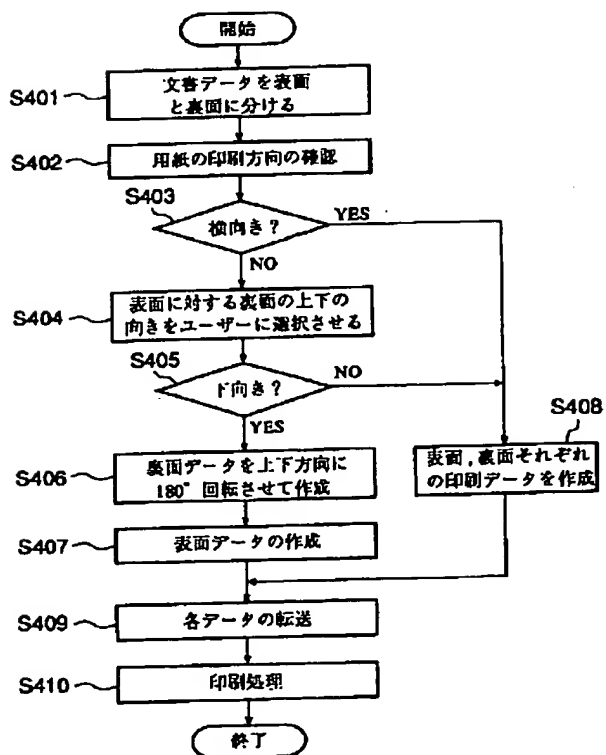 開始
S401
文書データを表面
と裏面に分ける
S402
用紙の印刷方向の確認
S403
横向き？
YES
NO
S404
表面に対する裏面の上下の
向きをユーザーに選択させる
S405
下向き？
NO
YES
S408
表面，裏面それぞれ
の印刷データを作成
S406
裏面データを上下方向に
180°回転させて作成
S407
表面データの作成
S409
各データの転送
S410
印刷処理
終了